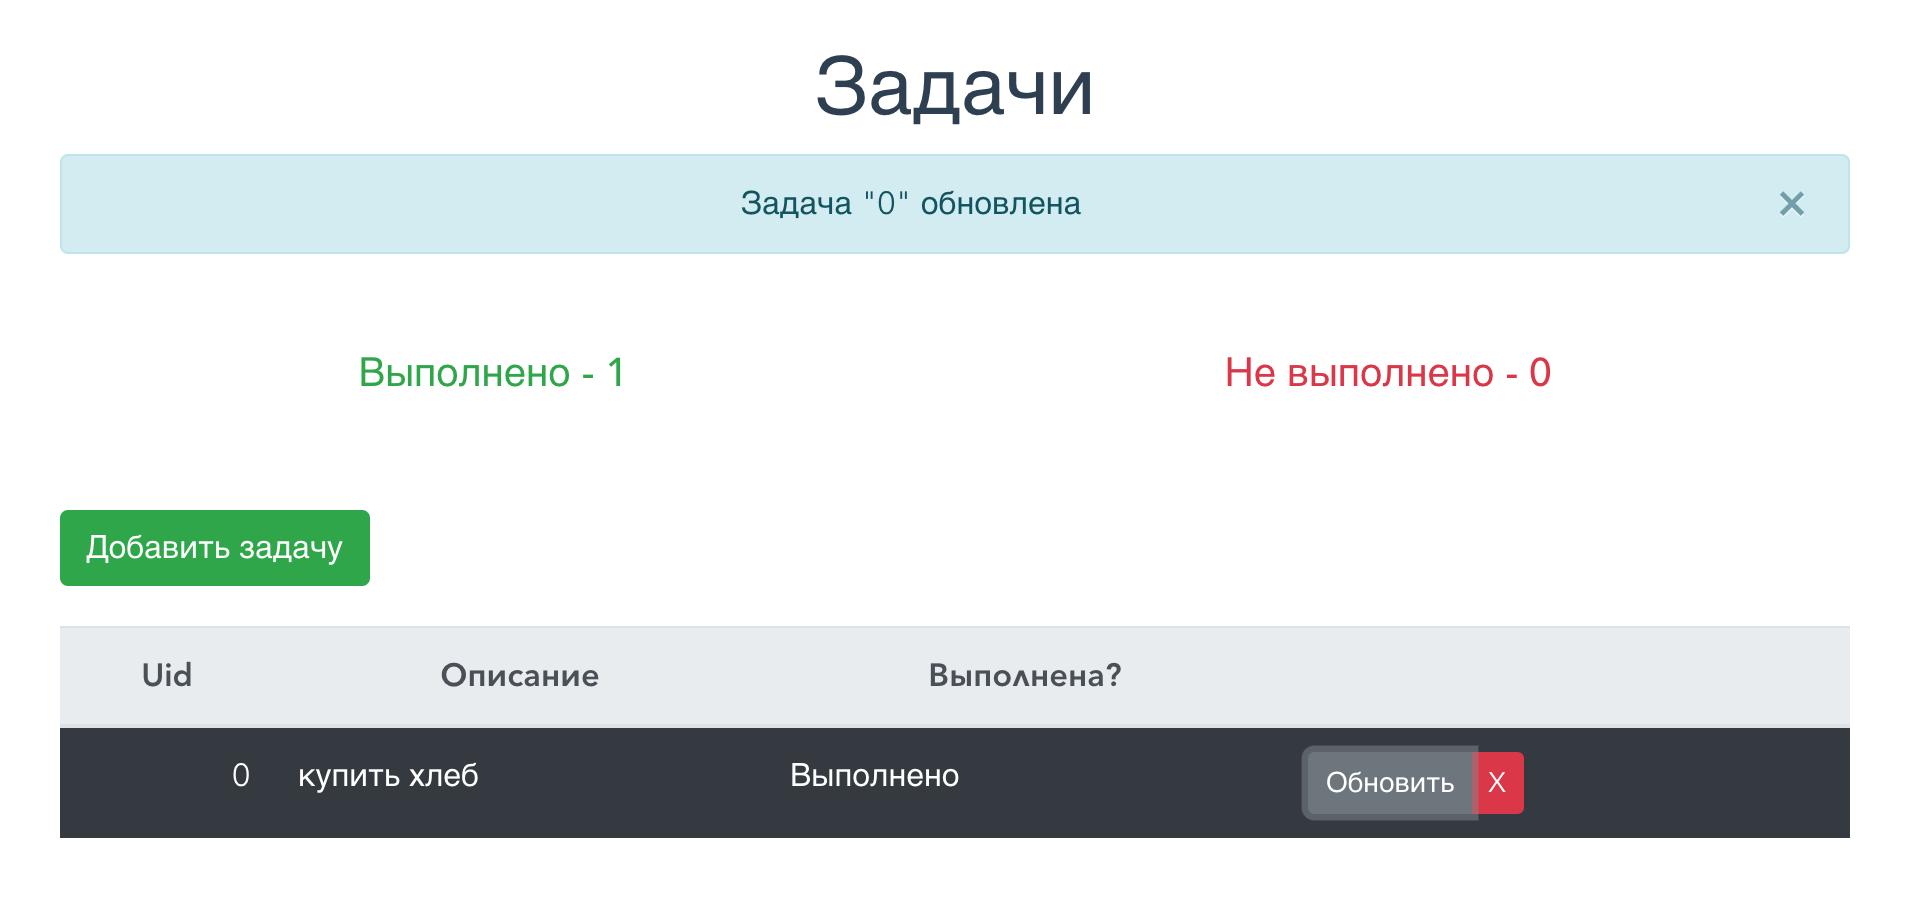 Задачи
Задача "0" обновлена ×
Выполнено - 1 Не выполнено - 0
Добавить задачу
Uid Описание Выполнена?
0 купить хлеб Выполнено Обновить X